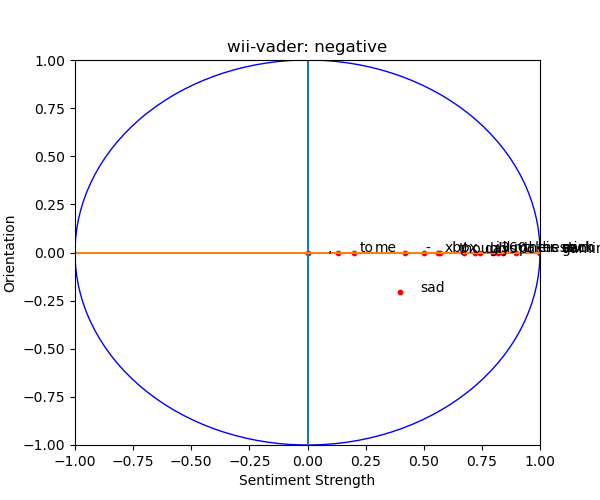 wii-vader: negative
1.00
0.75
0.50
0.25
0.00
−0.25
−0.50
−0.75
−1.00
Orientation
, to me - xbox
sad
−1.00 −0.75 −0.50 −0.25 0.00 0.25 0.50 0.75 1.00
Sentiment Strength